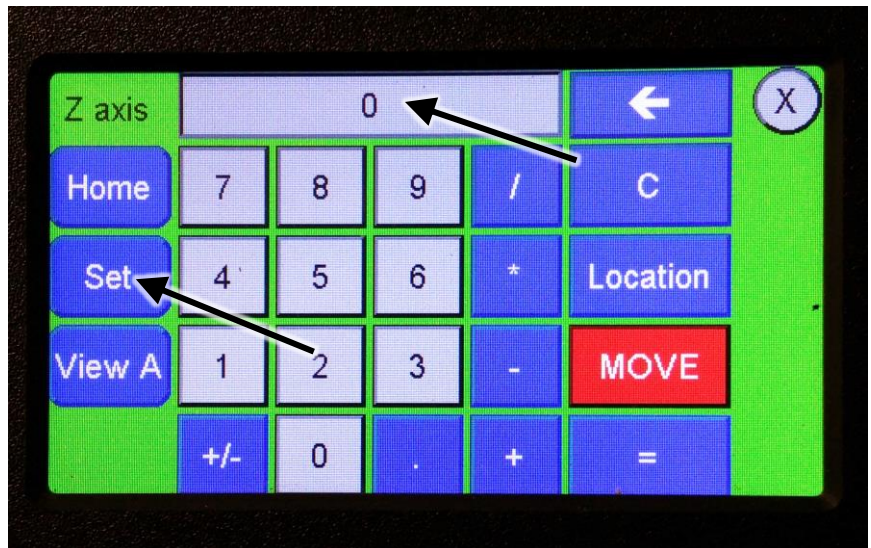 Z axis 0 ← X
Home 7 8 9 / C
Set 4 5 6 * Location
View A 1 2 3 - MOVE
+/- 0 . + =